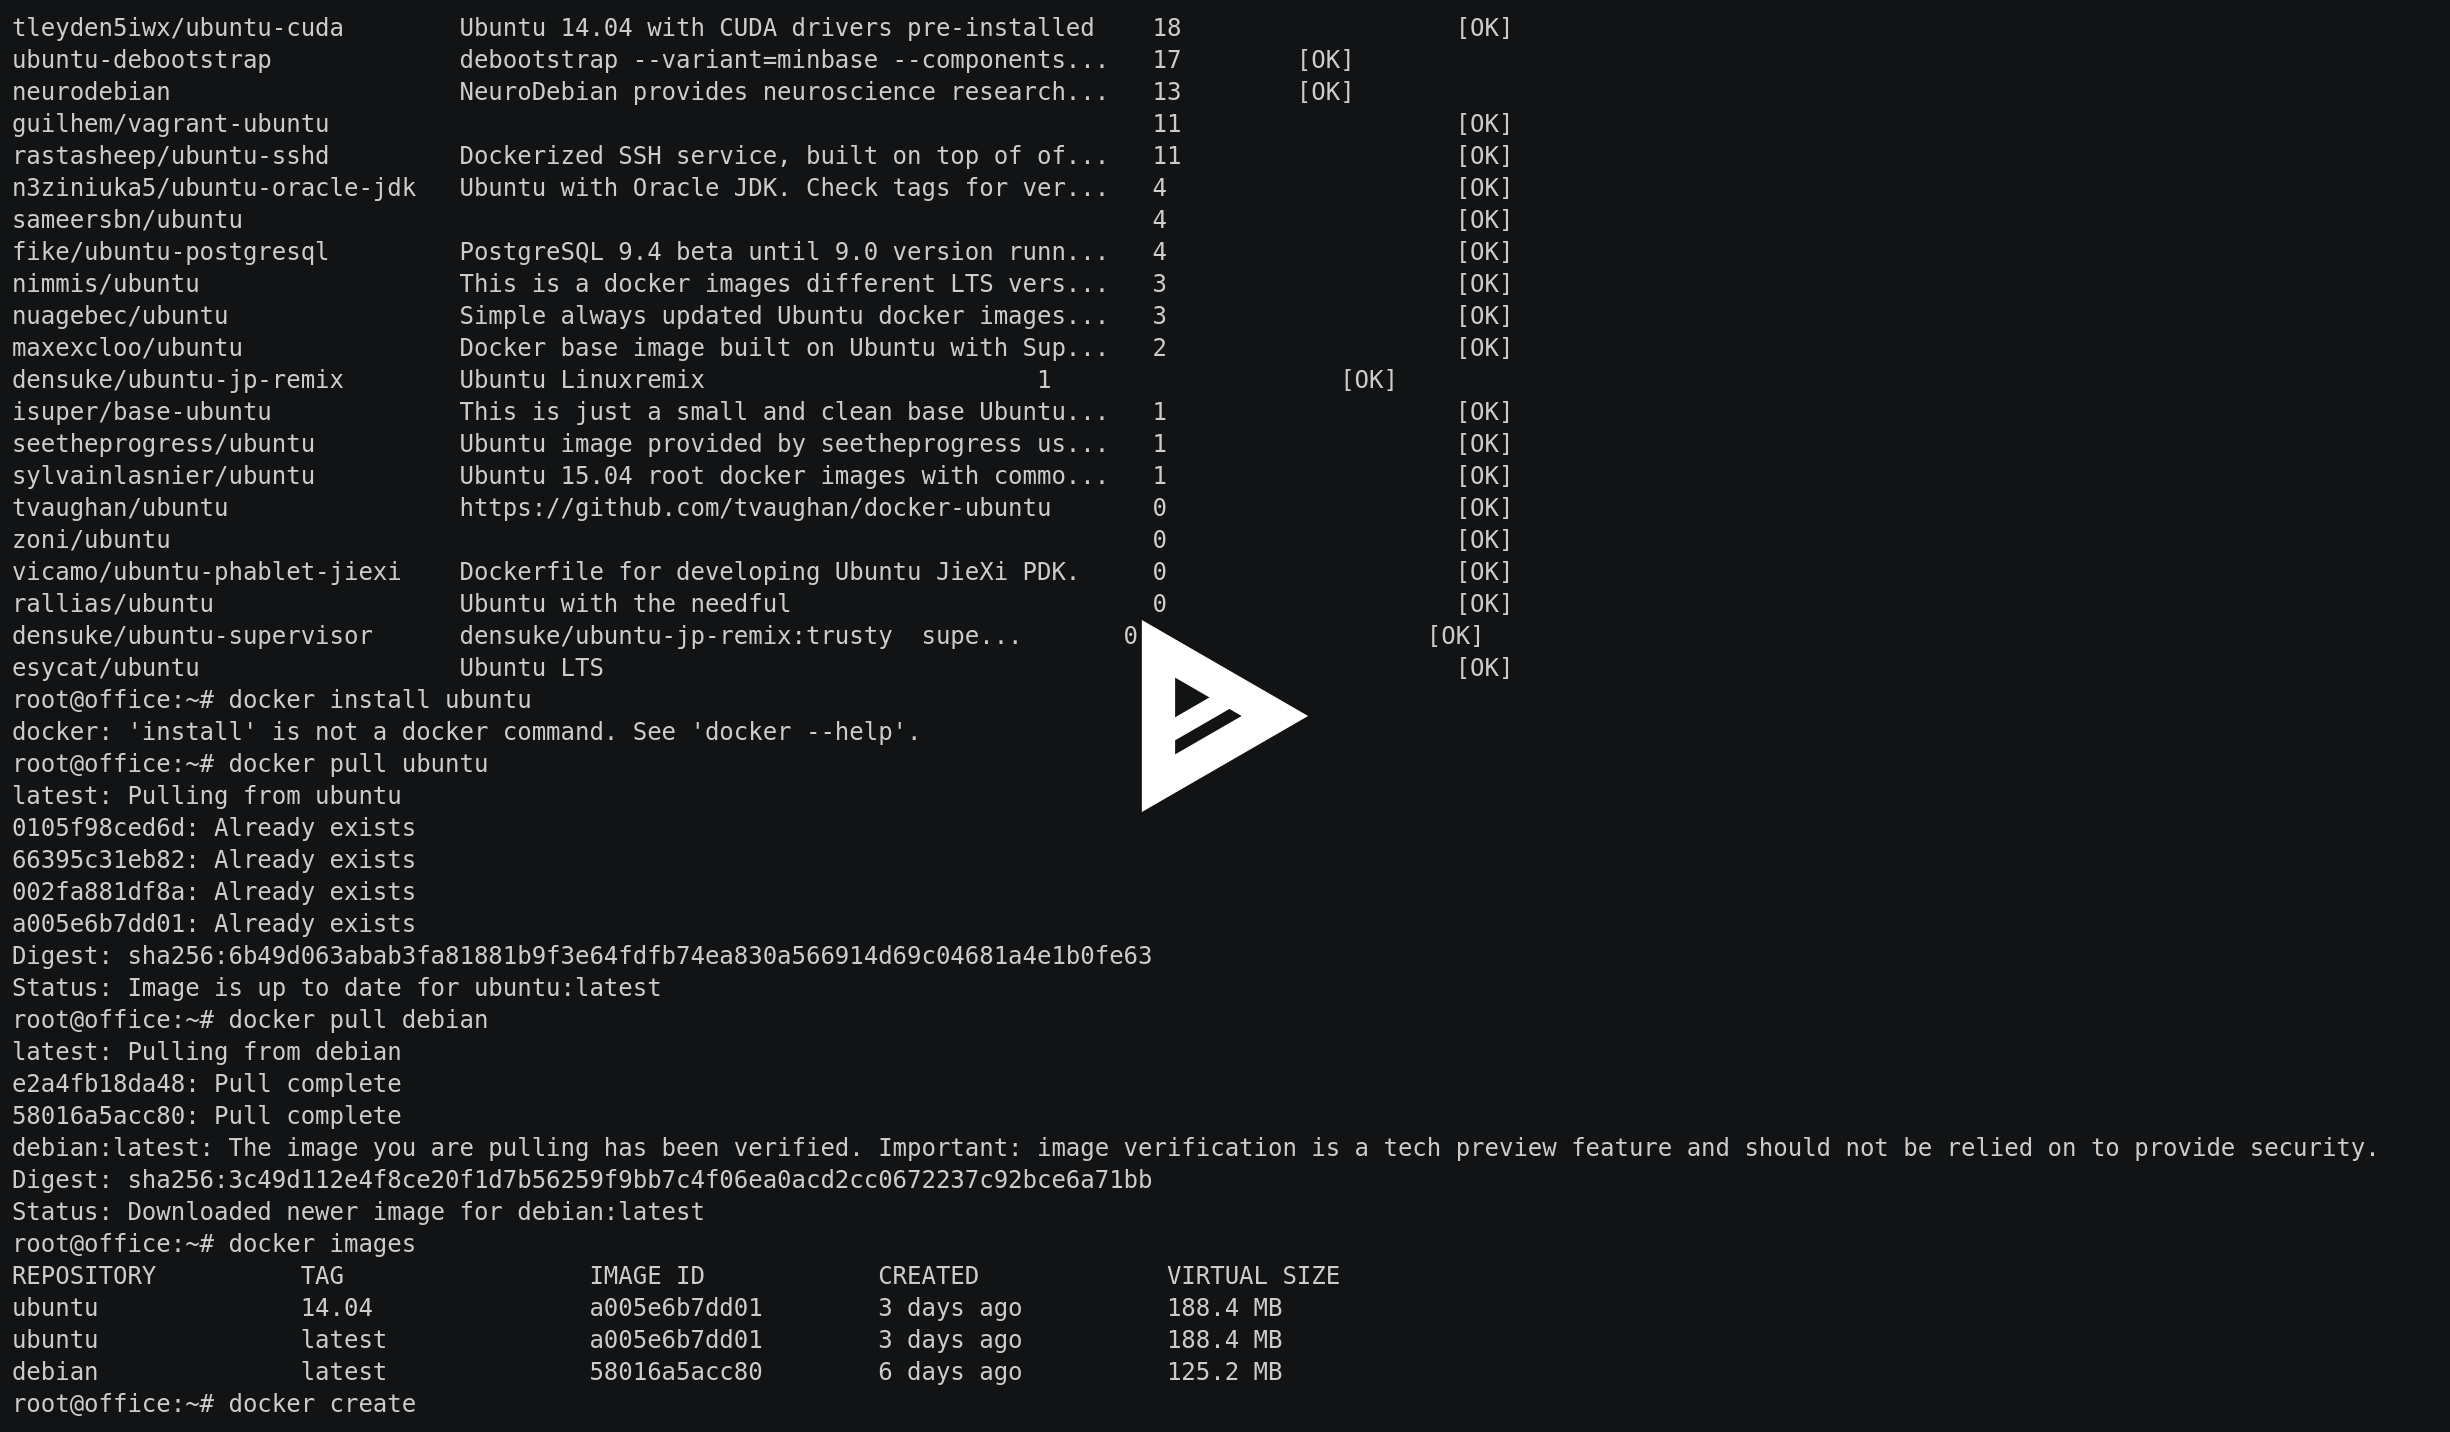 tleyden5iwx/ubuntu-cuda        Ubuntu 14.04 with CUDA drivers pre-installed    18                   [OK]
ubuntu-debootstrap             debootstrap --variant=minbase --components...   17        [OK]
neurodebian                    NeuroDebian provides neuroscience research...   13        [OK]
guilhem/vagrant-ubuntu                                                         11                   [OK]
rastasheep/ubuntu-sshd         Dockerized SSH service, built on top of of...   11                   [OK]
n3ziniuka5/ubuntu-oracle-jdk   Ubuntu with Oracle JDK. Check tags for ver...   4                    [OK]
sameersbn/ubuntu                                                               4                    [OK]
fike/ubuntu-postgresql         PostgreSQL 9.4 beta until 9.0 version runn...   4                    [OK]
nimmis/ubuntu                  This is a docker images different LTS vers...   3                    [OK]
nuagebec/ubuntu                Simple always updated Ubuntu docker images...   3                    [OK]
maxexcloo/ubuntu               Docker base image built on Ubuntu with Sup...   2                    [OK]
densuke/ubuntu-jp-remix        Ubuntu Linuxremix                       1                    [OK]
isuper/base-ubuntu             This is just a small and clean base Ubuntu...   1                    [OK]
seetheprogress/ubuntu          Ubuntu image provided by seetheprogress us...   1                    [OK]
sylvainlasnier/ubuntu          Ubuntu 15.04 root docker images with commo...   1                    [OK]
tvaughan/ubuntu                https://github.com/tvaughan/docker-ubuntu       0                    [OK]
zoni/ubuntu                                                                    0                    [OK]
vicamo/ubuntu-phablet-jiexi    Dockerfile for developing Ubuntu JieXi PDK.     0                    [OK]
rallias/ubuntu                 Ubuntu with the needful                         0                    [OK]
densuke/ubuntu-supervisor      densuke/ubuntu-jp-remix:trusty  supe...       0                    [OK]
esycat/ubuntu                  Ubuntu LTS                                                           [OK]
root@office:~# docker install ubuntu
docker: 'install' is not a docker command. See 'docker --help'.
root@office:~# docker pull ubuntu
latest: Pulling from ubuntu
0105f98ced6d: Already exists
66395c31eb82: Already exists
002fa881df8a: Already exists
a005e6b7dd01: Already exists
Digest: sha256:6b49d063abab3fa81881b9f3e64fdfb74ea830a566914d69c04681a4e1b0fe63
Status: Image is up to date for ubuntu:latest
root@office:~# docker pull debian
latest: Pulling from debian
e2a4fb18da48: Pull complete
58016a5acc80: Pull complete
debian:latest: The image you are pulling has been verified. Important: image verification is a tech preview feature and should not be relied on to provide security.
Digest: sha256:3c49d112e4f8ce20f1d7b56259f9bb7c4f06ea0acd2cc0672237c92bce6a71bb
Status: Downloaded newer image for debian:latest
root@office:~# docker images
REPOSITORY          TAG                 IMAGE ID            CREATED             VIRTUAL SIZE
ubuntu              14.04               a005e6b7dd01        3 days ago          188.4 MB
ubuntu              latest              a005e6b7dd01        3 days ago          188.4 MB
debian              latest              58016a5acc80        6 days ago          125.2 MB
root@office:~# docker create